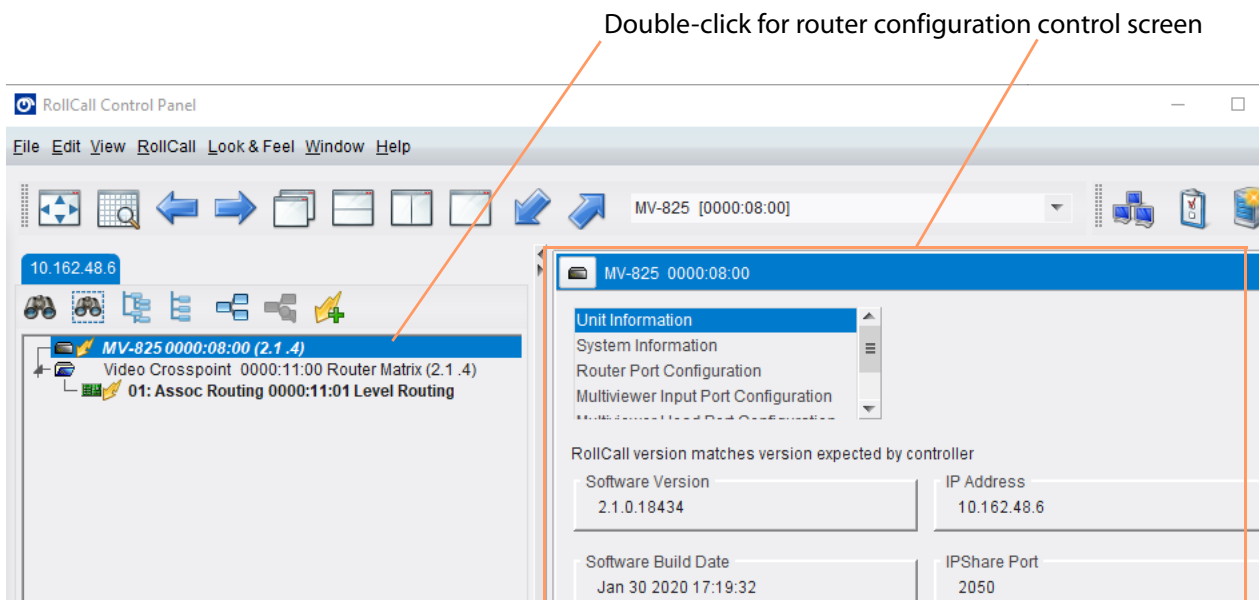 Double-click for router configuration control screen
RollCall Control Panel
File Edit View RollCall Look & Feel Window Help
MV-825 [0000:08:00]
10.162.48.6
MV-825 0000:08:00 (2.1 .4)
Video Crosspoint 0000:11:00 Router Matrix (2.1 .4)
01: Assoc Routing 0000:11:01 Level Routing
MV-825 0000:08:00
Unit Information
System Information
Router Port Configuration
Multiviewer Input Port Configuration
Multiviewer Head Port Configuration
RollCall version matches version expected by controller
Software Version
2.1.0.18434
IP Address
10.162.48.6
Software Build Date
Jan 30 2020 17:19:32
IPShare Port
2050